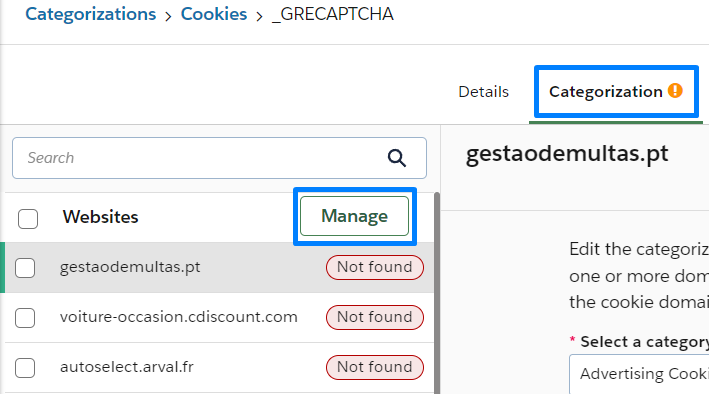 Categorizations > Cookies > _GRECAPTCHA
Details Categorization
Search
gestaodemultas.pt
Websites Manage
gestaodemultas.pt Not found
voiture-occasion.cdiscount.com Not found
autoselect.arval.fr Not found
Edit the categoriz
one or more dom
the cookie domai
* Select a category
Advertising Cooki